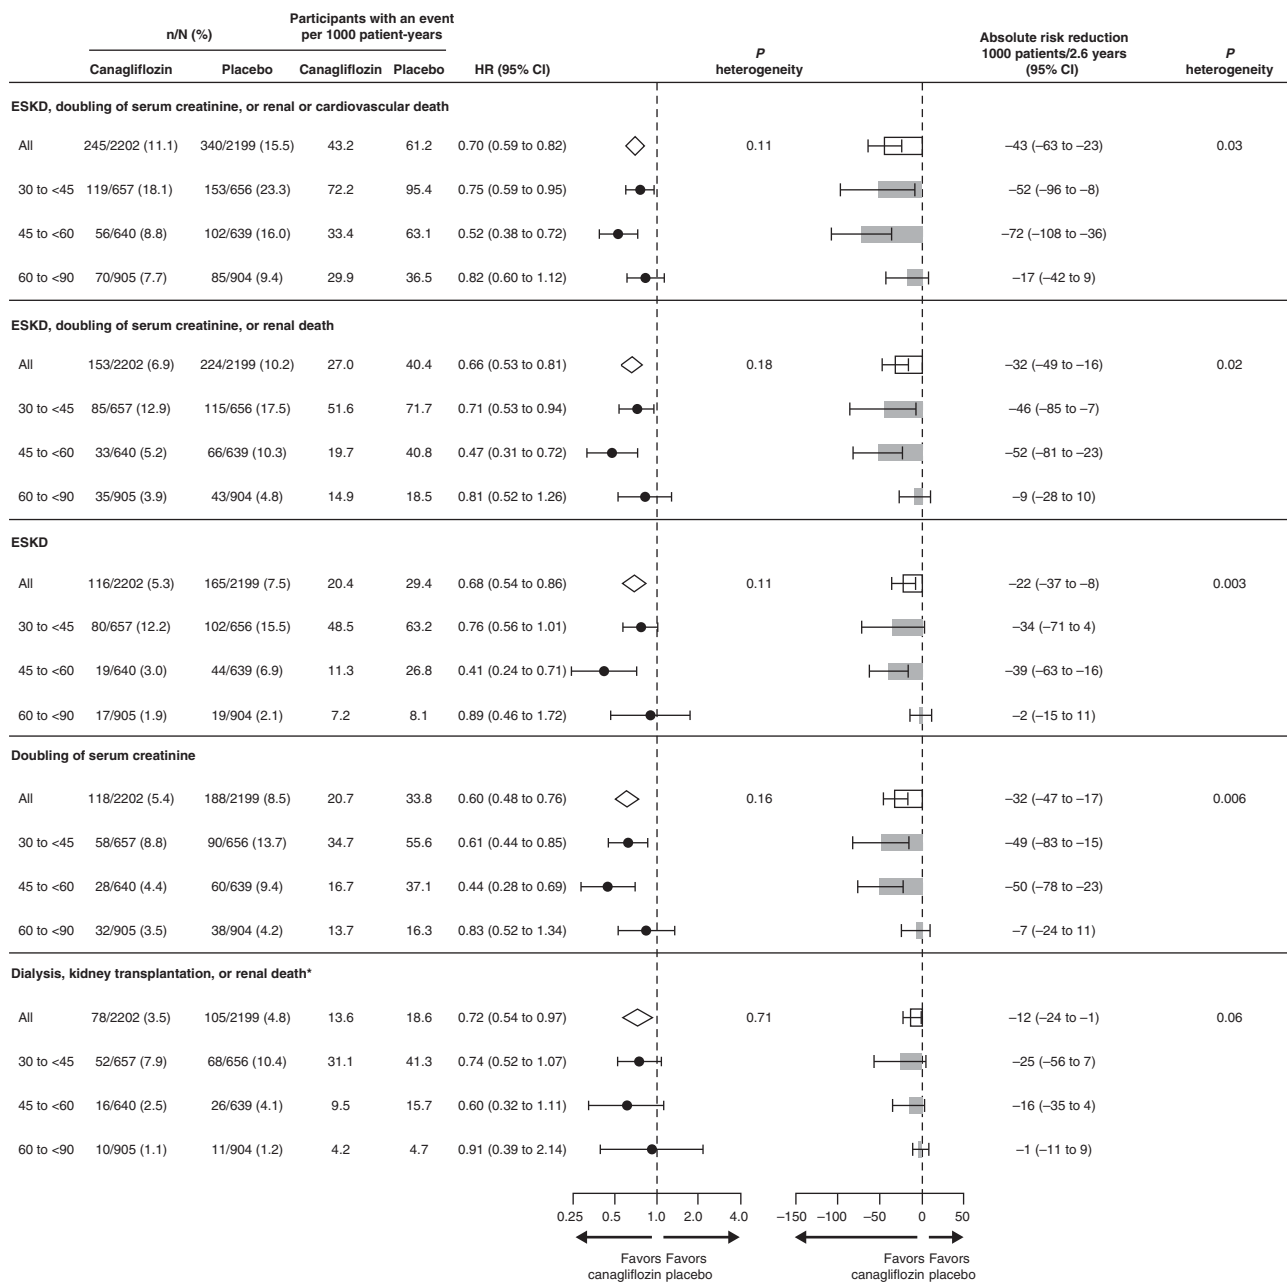 Participants with an event
n/N (%) per 1000 patient-years Absolute risk reduction
P 1000 patients/2.6 years P
Canagliflozin Placebo Canagliflozin Placebo HR (95% CI) heterogeneity (95% CI) heterogeneity
ESKD, doubling of serum creatinine, or renal or cardiovascular death
All 245/2202 (11.1) 340/2199 (15.5) 43.2 61.2 0.70 (0.59 to 0.82) 0.11 –43 (–63 to –23) 0.03
30 to <45 119/657 (18.1) 153/656 (23.3) 72.2 95.4 0.75 (0.59 to 0.95) –52 (–96 to –8)
45 to <60 56/640 (8.8) 102/639 (16.0) 33.4 63.1 0.52 (0.38 to 0.72) –72 (–108 to –36)
60 to <90 70/905 (7.7) 85/904 (9.4) 29.9 36.5 0.82 (0.60 to 1.12) –17 (–42 to 9)
ESKD, doubling of serum creatinine, or renal death
All 153/2202 (6.9) 224/2199 (10.2) 27.0 40.4 0.66 (0.53 to 0.81) 0.18 –32 (–49 to –16) 0.02
30 to <45 85/657 (12.9) 115/656 (17.5) 51.6 71.7 0.71 (0.53 to 0.94) –46 (–85 to –7)
45 to <60 33/640 (5.2) 66/639 (10.3) 19.7 40.8 0.47 (0.31 to 0.72) –52 (–81 to –23)
60 to <90 35/905 (3.9) 43/904 (4.8) 14.9 18.5 0.81 (0.52 to 1.26) –9 (–28 to 10)
ESKD
All 116/2202 (5.3) 165/2199 (7.5) 20.4 29.4 0.68 (0.54 to 0.86) 0.11 –22 (–37 to –8) 0.003
30 to <45 80/657 (12.2) 102/656 (15.5) 48.5 63.2 0.76 (0.56 to 1.01) –34 (–71 to 4)
45 to <60 19/640 (3.0) 44/639 (6.9) 11.3 26.8 0.41 (0.24 to 0.71) –39 (–63 to –16)
60 to <90 17/905 (1.9) 19/904 (2.1) 7.2 8.1 0.89 (0.46 to 1.72) –2 (–15 to 11)
Doubling of serum creatinine
All 118/2202 (5.4) 188/2199 (8.5) 20.7 33.8 0.60 (0.48 to 0.76) 0.16 –32 (–47 to –17) 0.006
30 to <45 58/657 (8.8) 90/656 (13.7) 34.7 55.6 0.61 (0.44 to 0.85) –49 (–83 to –15)
45 to <60 28/640 (4.4) 60/639 (9.4) 16.7 37.1 0.44 (0.28 to 0.69) –50 (–78 to –23)
60 to <90 32/905 (3.5) 38/904 (4.2) 13.7 16.3 0.83 (0.52 to 1.34) –7 (–24 to 11)
Dialysis, kidney transplantation, or renal death*
All 78/2202 (3.5) 105/2199 (4.8) 13.6 18.6 0.72 (0.54 to 0.97) 0.71 –12 (–24 to –1) 0.06
30 to <45 52/657 (7.9) 68/656 (10.4) 31.1 41.3 0.74 (0.52 to 1.07) –25 (–56 to 7)
45 to <60 16/640 (2.5) 26/639 (4.1) 9.5 15.7 0.60 (0.32 to 1.11) –16 (–35 to 4)
60 to <90 10/905 (1.1) 11/904 (1.2) 4.2 4.7 0.91 (0.39 to 2.14) –1 (–11 to 9)
0.25 0.5 1.0 2.0 4.0 –150 –100 –50 0 50
Favors Favors Favors Favors
canagliflozin placebo canagliflozin placebo